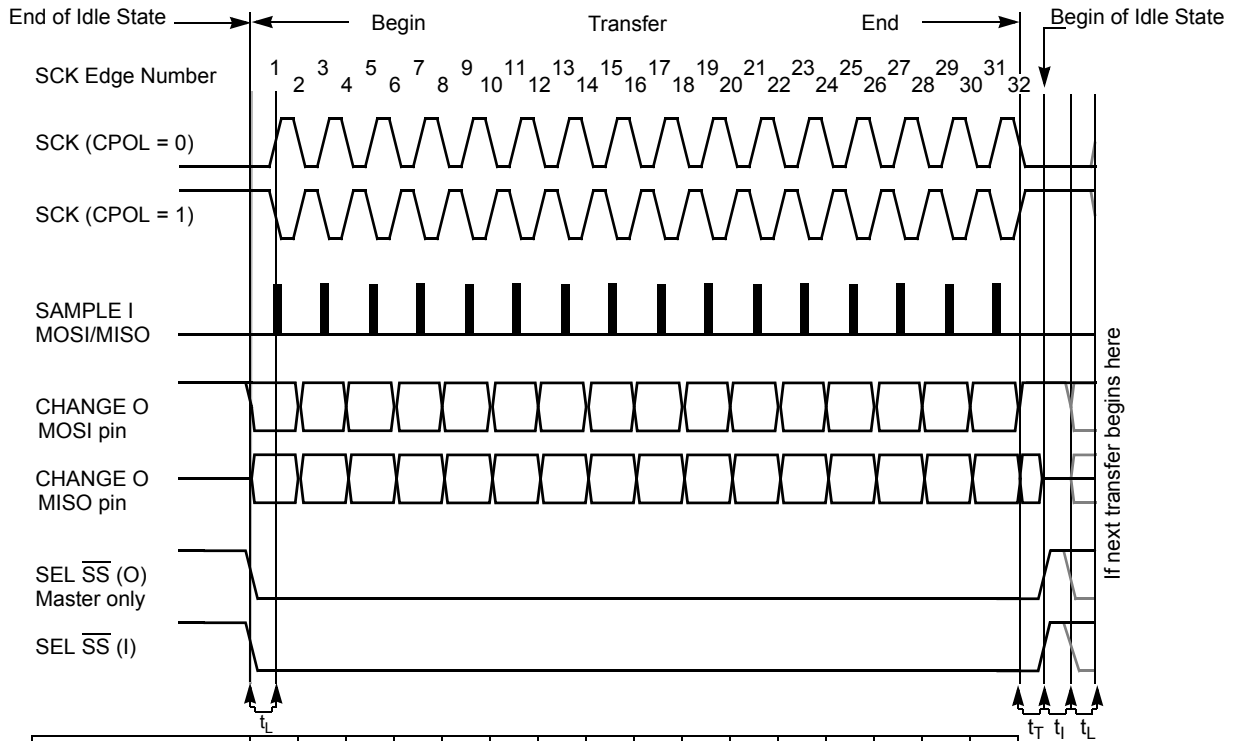 End of Idle State
Begin
Transfer
End
Begin of Idle State
SCK Edge Number
1 3 5 7 9 11 13 15 17 19 21 23 25 27 29 31
2 4 6 8 10 12 14 16 18 20 22 24 26 28 30 32
SCK (CPOL = 0)
SCK (CPOL = 1)
SAMPLE I
MOSI/MISO
CHANGE O
MOSI pin
CHANGE O
MISO pin
SEL SS (O)
Master only
SEL SS (I)
If next transfer begins here
tL
tT tI tL